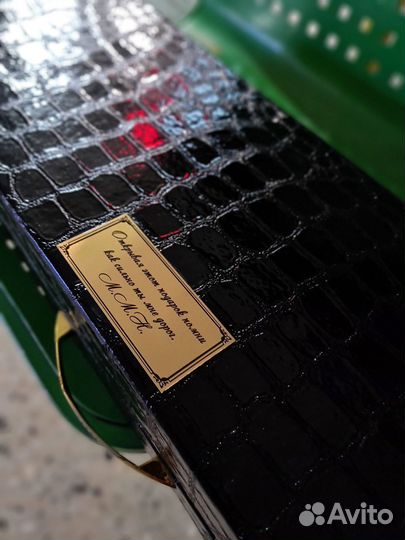 Открывая этот подарок помни
как сильно ты мне дорог.
М.М.Н.
Avito